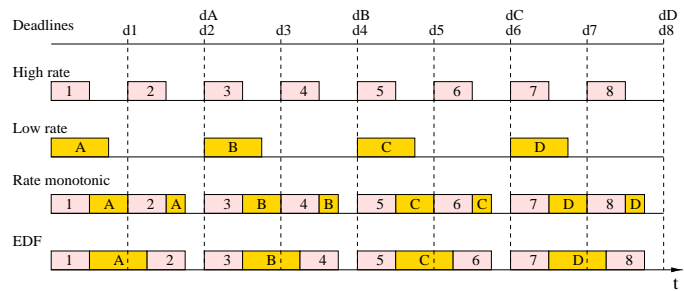 dA dB dC dD
Deadlines d1 d2 d3 d4 d5 d6 d7 d8
High rate
1 2 3 4 5 6 7 8
Low rate
A B C D
Rate monotonic
1 A 2 A 3 B 4 B 5 C 6 C 7 D 8 D
EDF
1 A 2 3 B 4 5 C 6 7 D 8
t